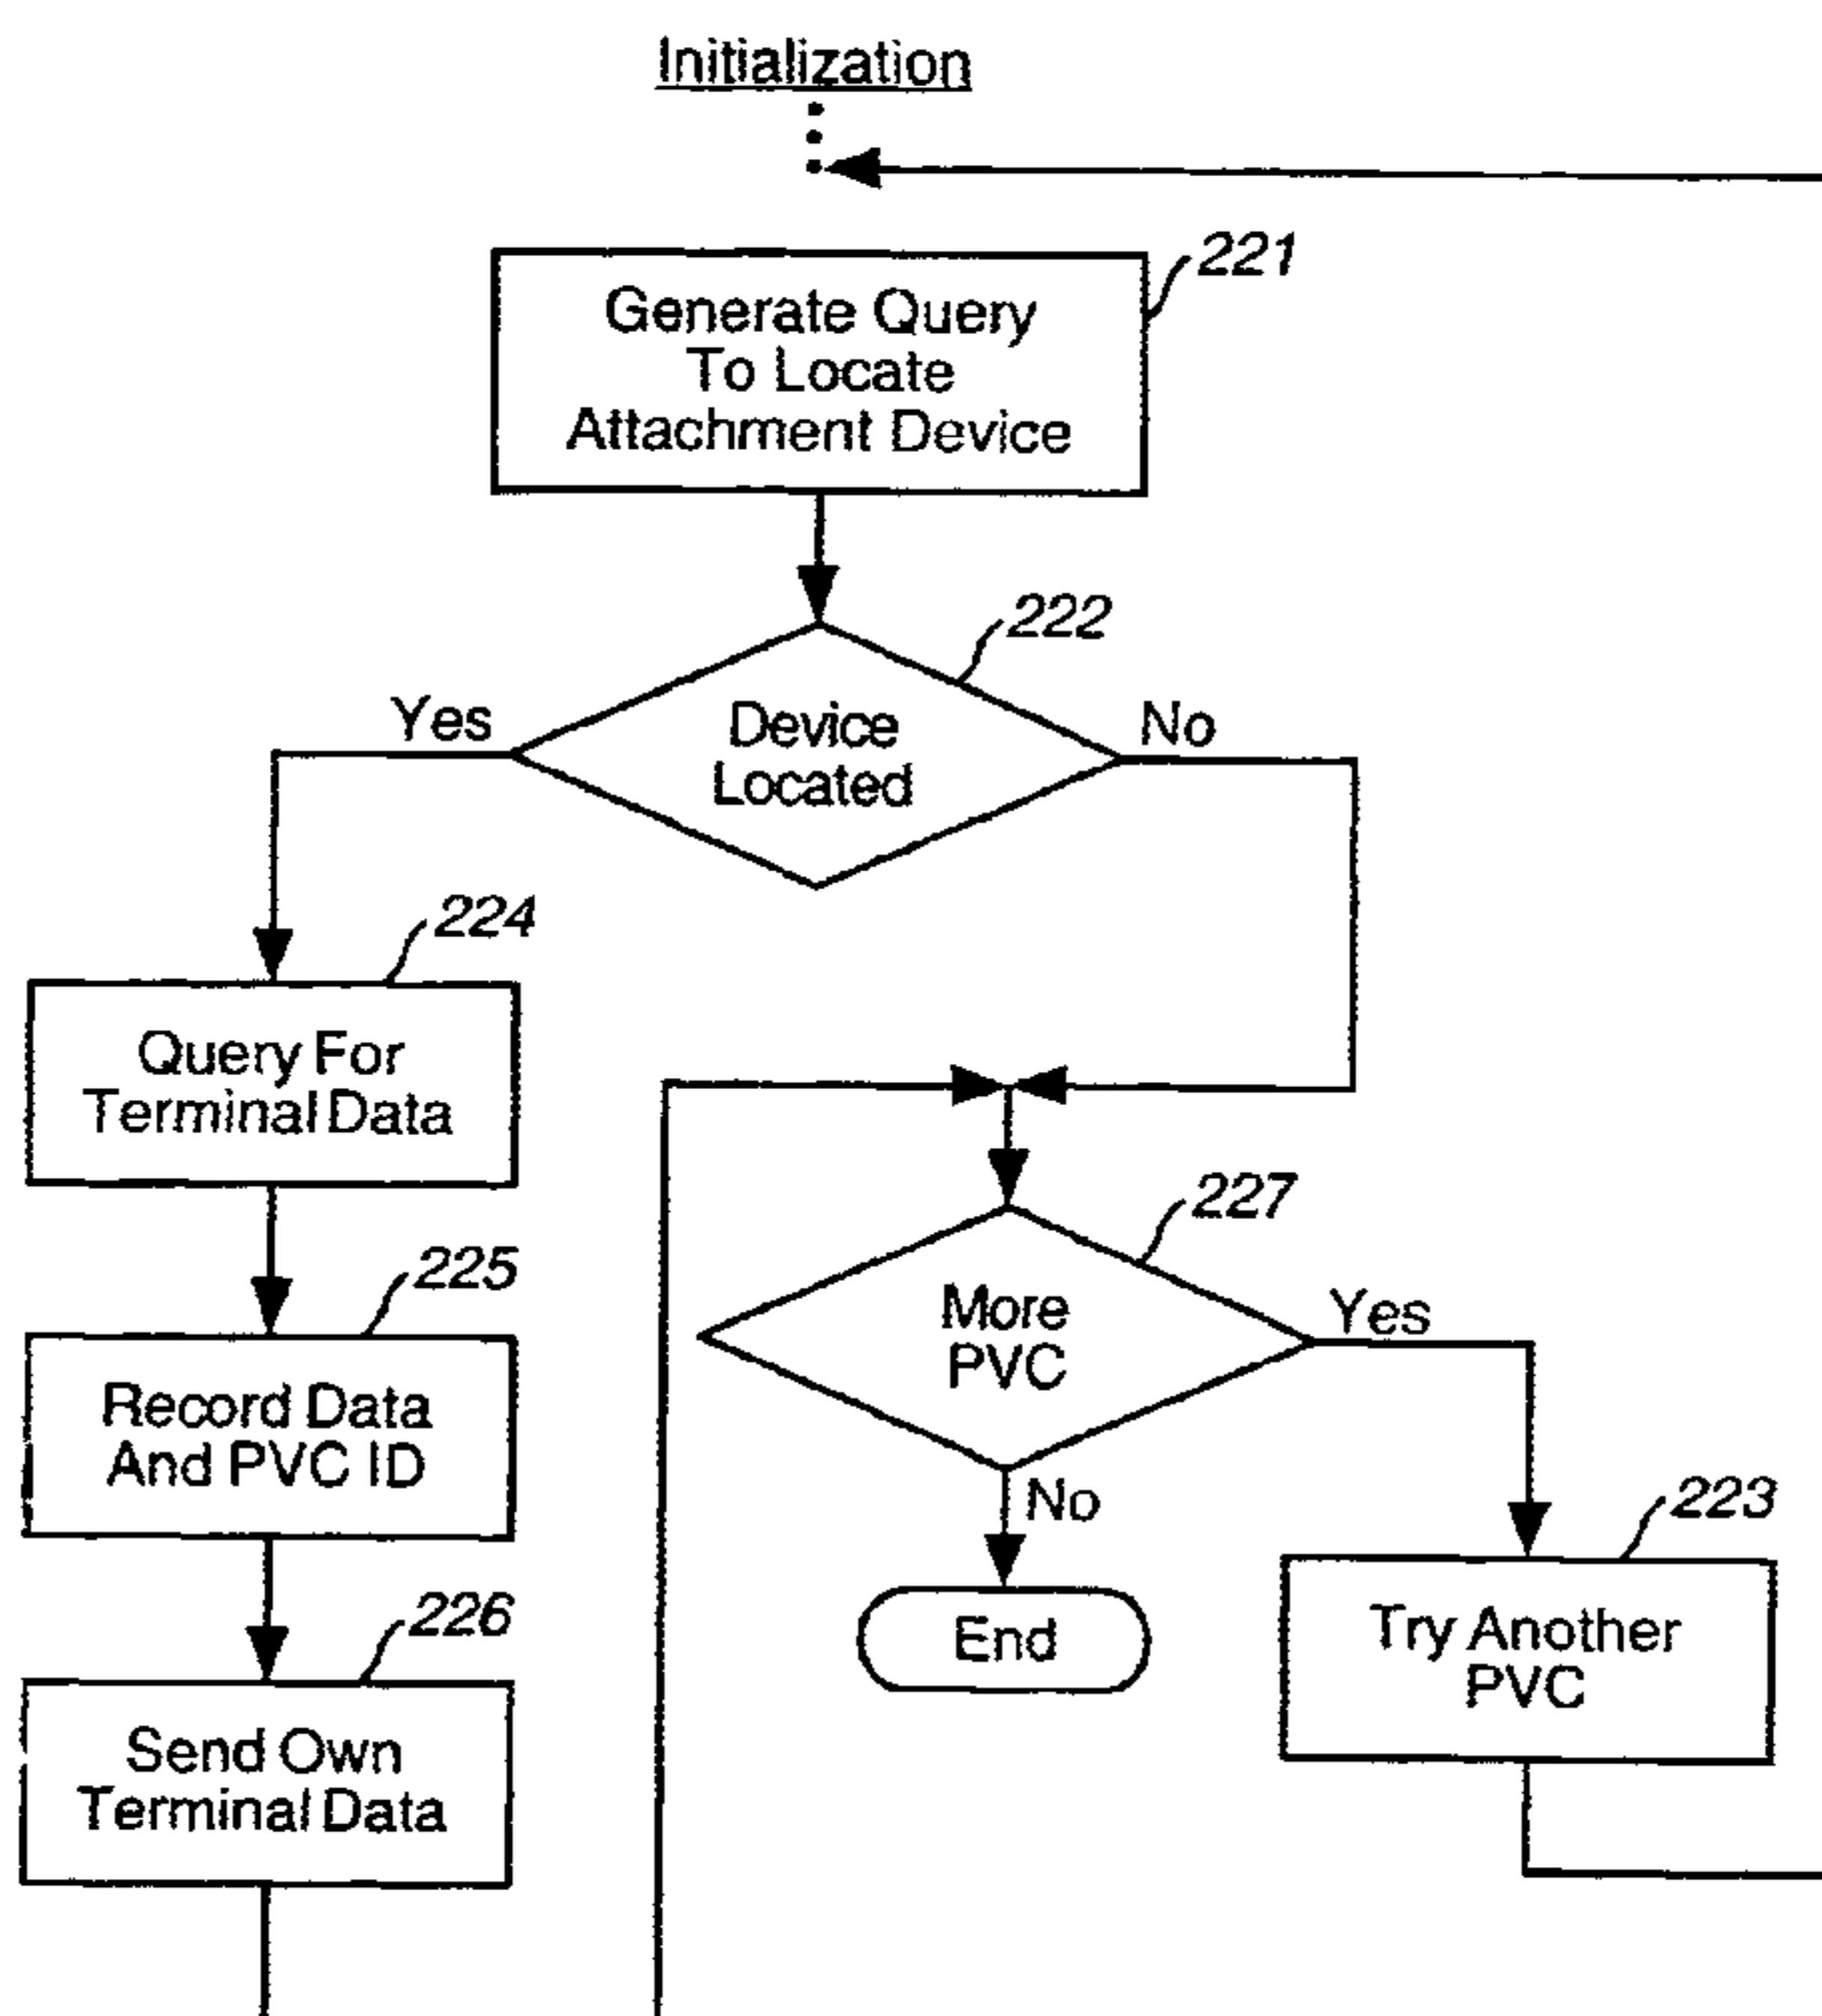 Initialization
221
Generate Query
To Locate
Attachment Device
222
Yes
Device
Located
No
224
Query For
Terminal Data
225
Record Data
And PVC ID
226
Send Own
Terminal Data
227
More
PVC
Yes
No
End
223
Try Another
PVC